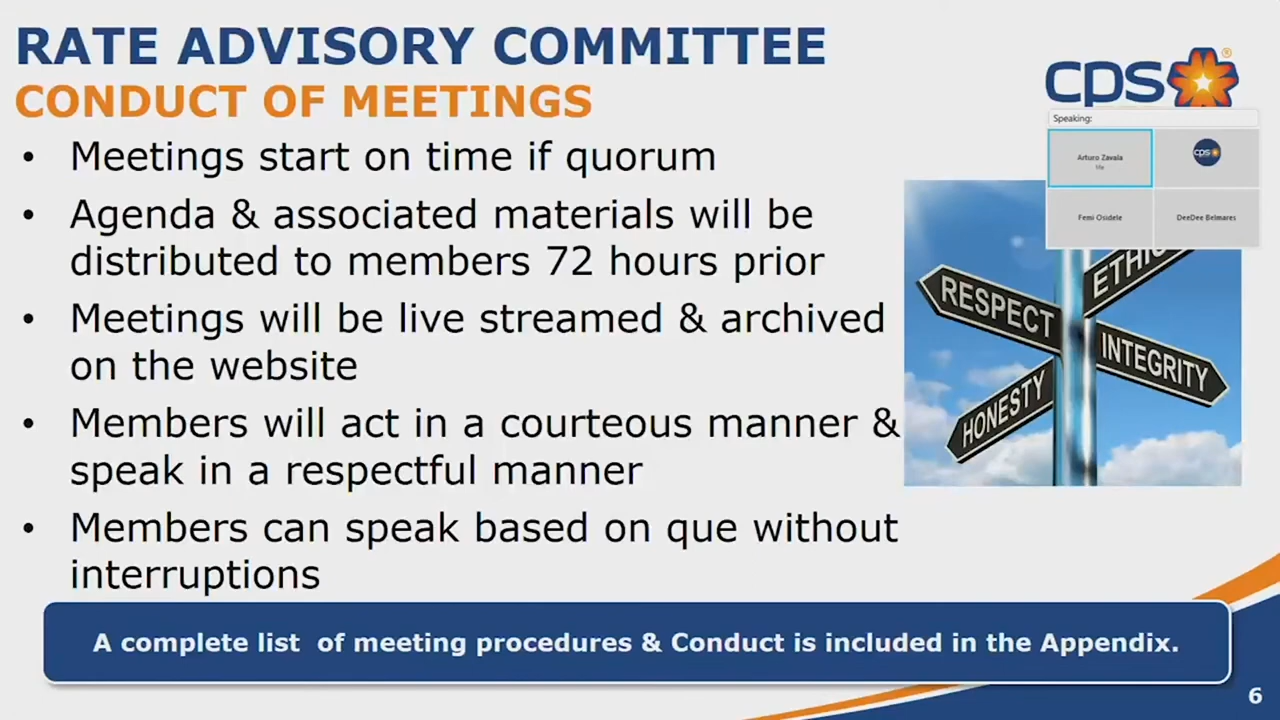 RATE ADVISORY COMMITTEE
CONDUCT OF MEETINGS
cps
®
Speaking:
Arturo Zavala
Me
cps
Femi Osidele
DeeDee Belmares
• Meetings start on time if quorum
• Agenda & associated materials will be
distributed to members 72 hours prior
• Meetings will be live streamed & archived
on the website
• Members will act in a courteous manner &
speak in a respectful manner
• Members can speak based on que without
interruptions
ETHIC
RESPECT
INTEGRITY
HONESTY
A complete list of meeting procedures & Conduct is included in the Appendix.
6